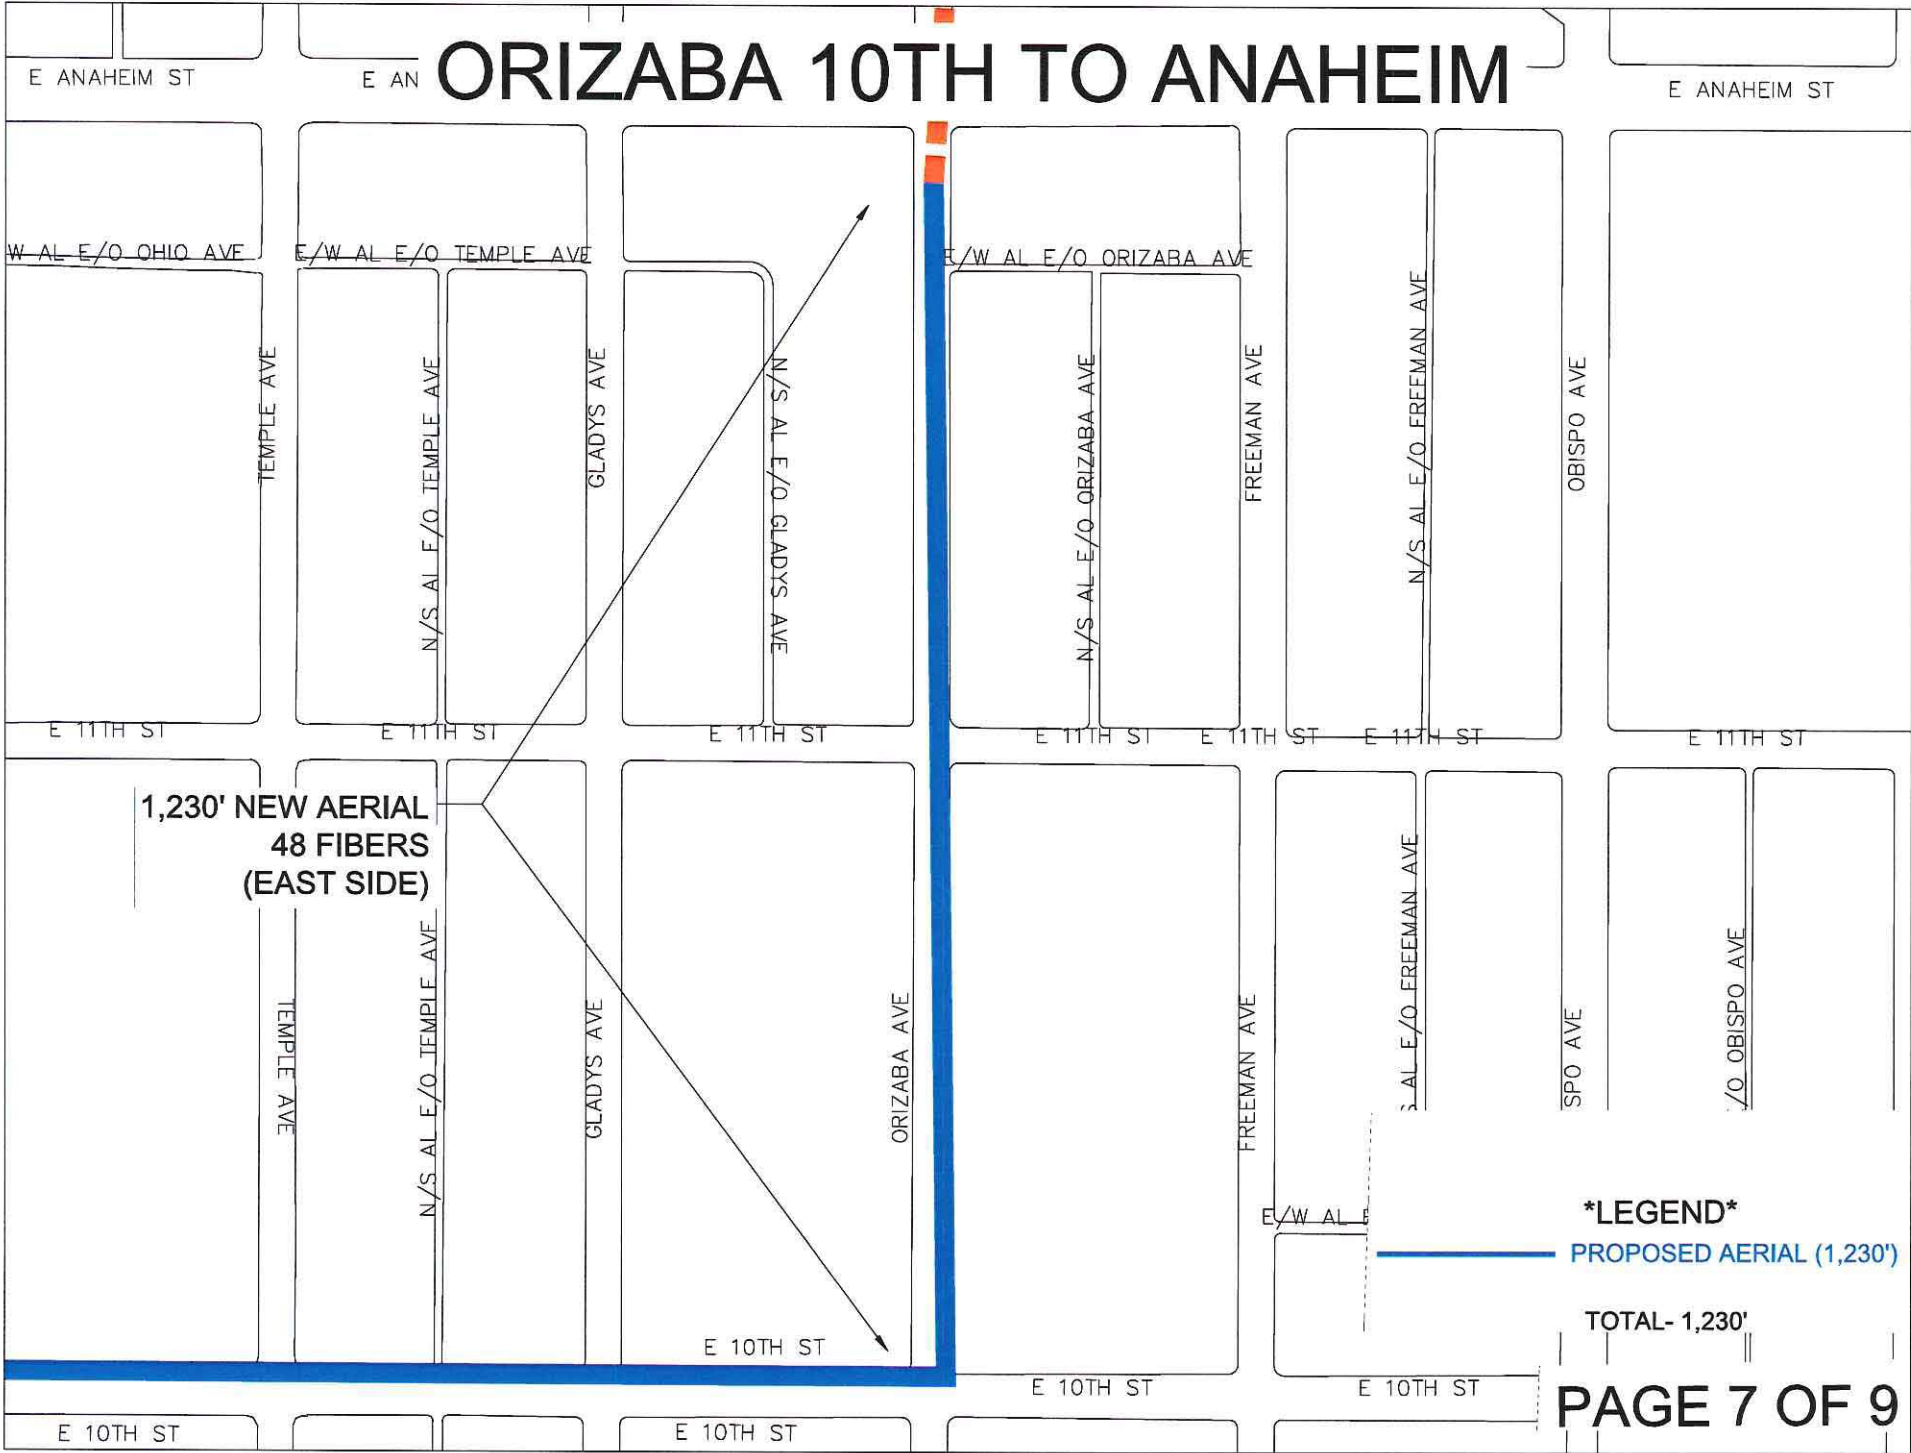 ORIZABA 10TH TO ANAHEIM
E ANAHEIM ST
E AN
E ANAHEIM ST
W AL E/O OHIO AVE
E/W AL E/O TEMPLE AVE
E/W AL E/O ORIZABA AVE
TEMPLE AVE
N/S AL E/O TEMPLE AVE
GLADYS AVE
N/S AL E/O GLADYS AVE
N/S AL E/O ORIZABA AVE
FREEMAN AVE
N/S AL E/O FREEMAN AVE
OBISPO AVE
E 11TH ST
E 11TH ST
E 11TH ST
E 11TH ST
E 11TH ST
E 11TH ST
E 11TH ST
1,230' NEW AERIAL
48 FIBERS
(EAST SIDE)
TEMPLE AVE
N/S AL E/O TEMPLE AVE
GLADYS AVE
ORIZABA AVE
FREEMAN AVE
S AL E/O FREEMAN AVE
SPO AVE
/O OBISPO AVE
E/W AL E
*LEGEND*
PROPOSED AERIAL (1,230')
TOTAL- 1,230'
E 10TH ST
E 10TH ST
E 10TH ST
E 10TH ST
E 10TH ST
PAGE 7 OF 9